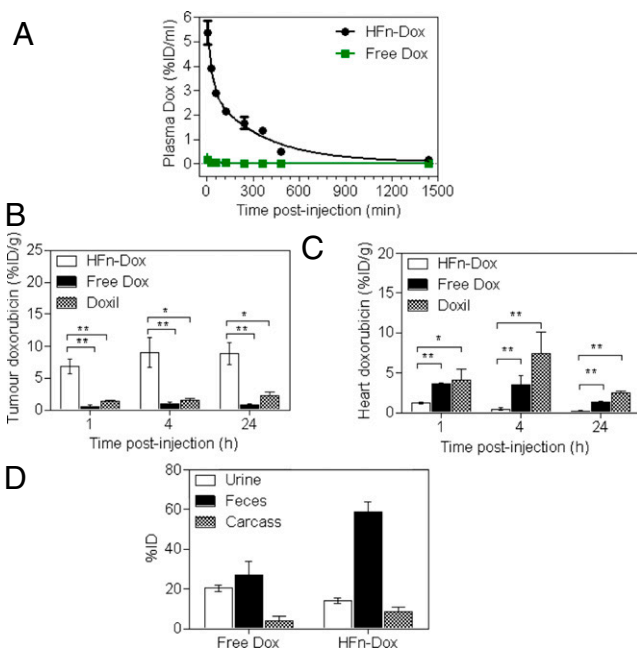 A
Plasma Dox (%ID/ml)
6
5
4
3
2
1
0
HFn-Dox
Free Dox
0 300 600 900 1200 1500
Time post-injection (min)
B
Tumour doxorubicin (%ID/g)
25
20
15
10
5
0
HFn-Dox
Free Dox
Doxil
**
**
*
**
*
**
1 4 24
Time post-injection (h)
C
Heart doxorubicin (%ID/g)
20
15
10
5
0
HFn-Dox
Free Dox
Doxil
*
**
**
**
**
**
1 4 24
Time post-injection (h)
D
%ID
80
60
40
20
0
Urine
Feces
Carcass
Free Dox HFn-Dox